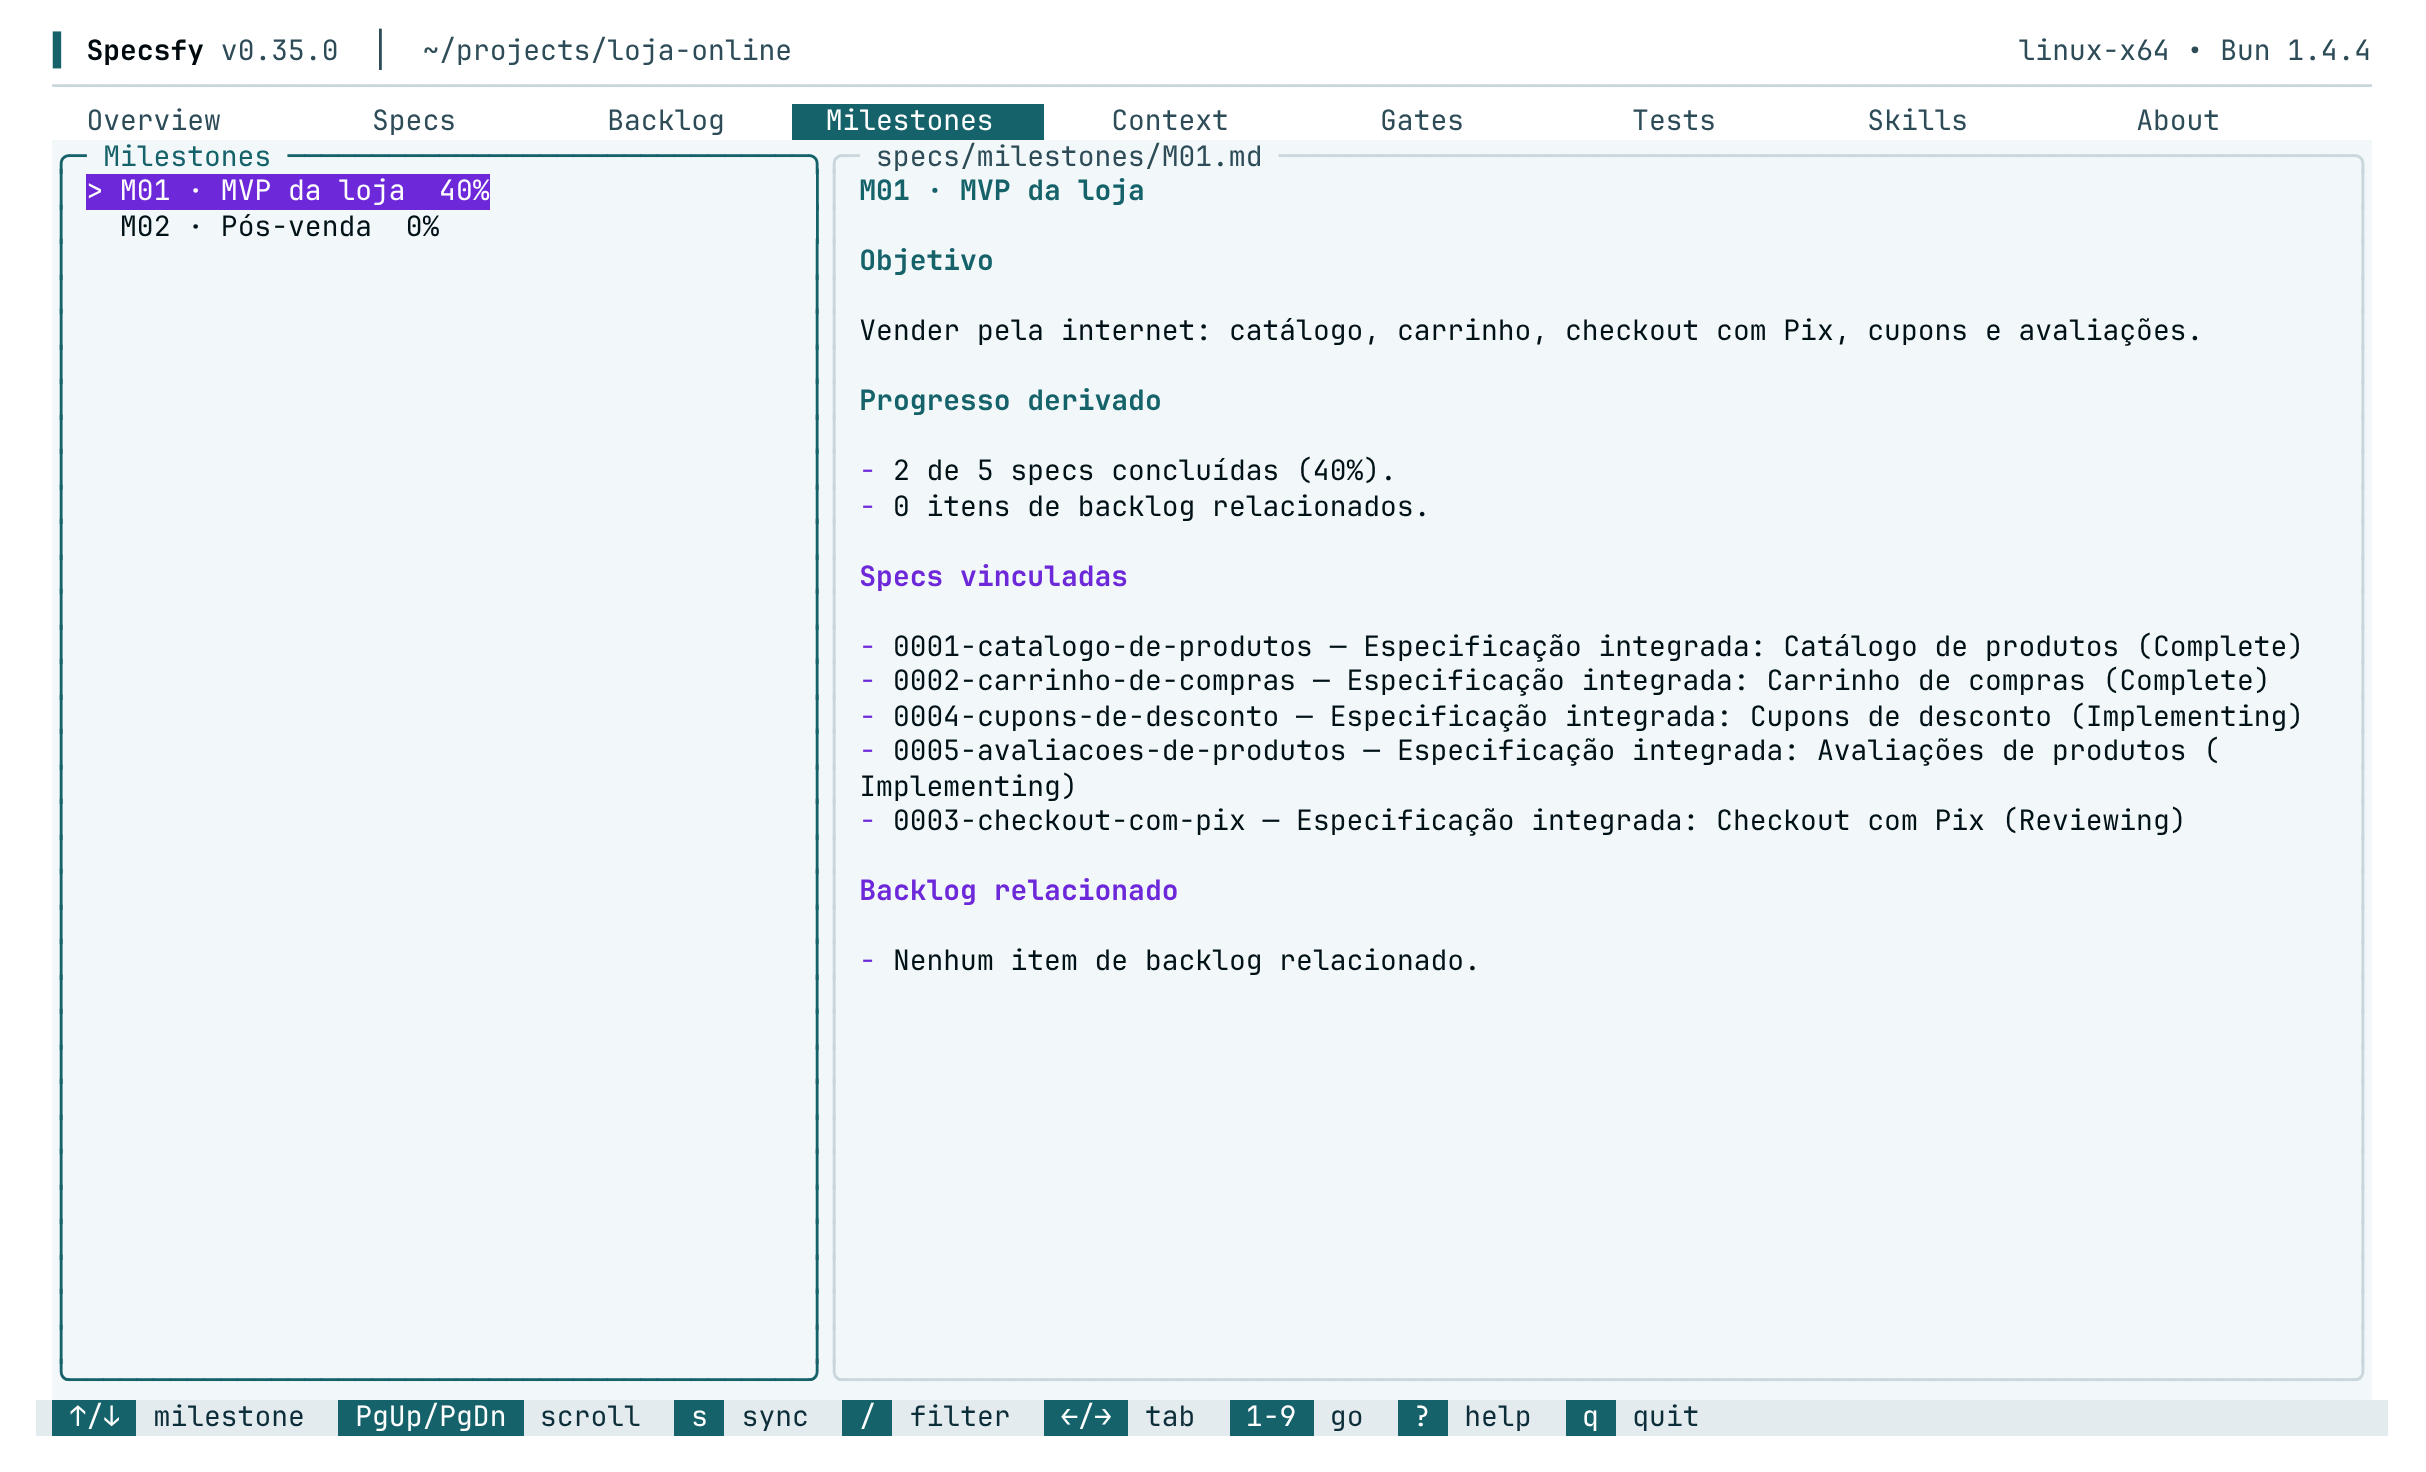 Specsfy v0.35.0 │ ~/projects/loja-online linux-x64 • Bun 1.4.4
Overview Specs Backlog Milestones Context Gates Tests Skills About
Milestones
> M01 · MVP da loja 40%
M02 · Pós-venda 0%
specs/milestones/M01.md
M01 · MVP da loja
Objetivo
Vender pela internet: catálogo, carrinho, checkout com Pix, cupons e avaliações.
Progresso derivado
- 2 de 5 specs concluídas (40%).
- 0 itens de backlog relacionados.
Specs vinculadas
- 0001-catalogo-de-produtos — Especificação integrada: Catálogo de produtos (Complete)
- 0002-carrinho-de-compras — Especificação integrada: Carrinho de compras (Complete)
- 0004-cupons-de-desconto — Especificação integrada: Cupons de desconto (Implementing)
- 0005-avaliacoes-de-produtos — Especificação integrada: Avaliações de produtos (
Implementing)
- 0003-checkout-com-pix — Especificação integrada: Checkout com Pix (Reviewing)
Backlog relacionado
- Nenhum item de backlog relacionado.
↑/↓ milestone PgUp/PgDn scroll s sync / filter ←/→ tab 1-9 go ? help q quit